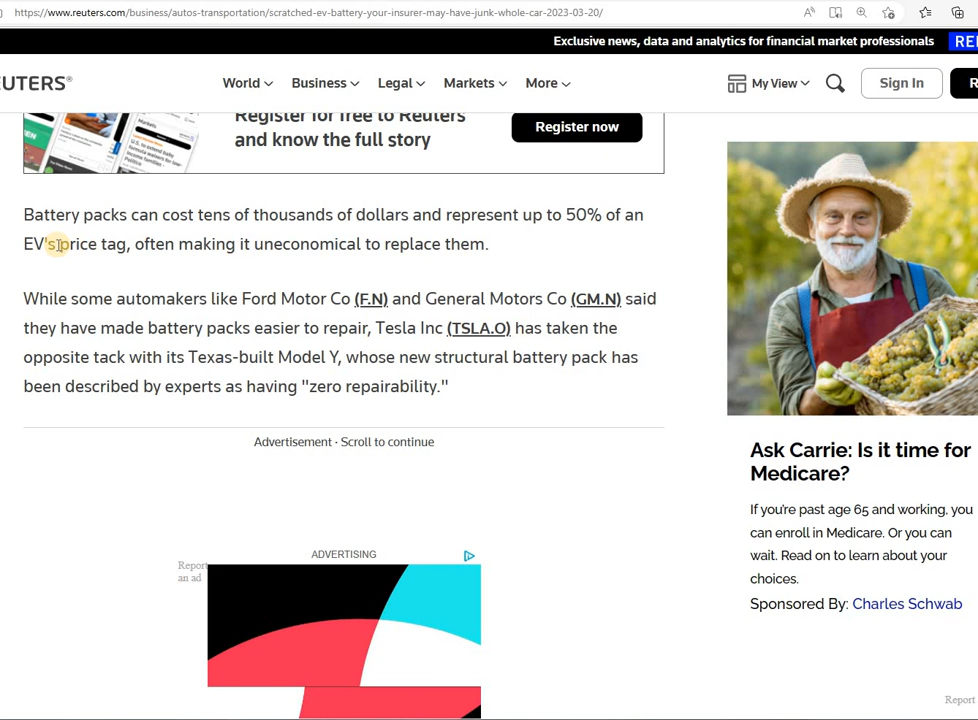 https://www.reuters.com/business/autos-transportation/scratched-ev-battery-your-insurer-may-have-junk-whole-car-2023-03-20/
Exclusive news, data and analytics for financial market professionals
EUTERS®
World
Business
Legal
Markets
More
My View
Sign In
Register for free to Reuters
and know the full story
Register now
Battery packs can cost tens of thousands of dollars and represent up to 50% of an
EV's price tag, often making it uneconomical to replace them.
While some automakers like Ford Motor Co (F.N) and General Motors Co (GM.N) said
they have made battery packs easier to repair, Tesla Inc (TSLA.O) has taken the
opposite tack with its Texas-built Model Y, whose new structural battery pack has
been described by experts as having "zero repairability."
Advertisement · Scroll to continue
ADVERTISING
Report
an ad
Ask Carrie: Is it time for
Medicare?
If you're past age 65 and working, you
can enroll in Medicare. Or you can
wait. Read on to learn about your
choices.
Sponsored By: Charles Schwab
Report